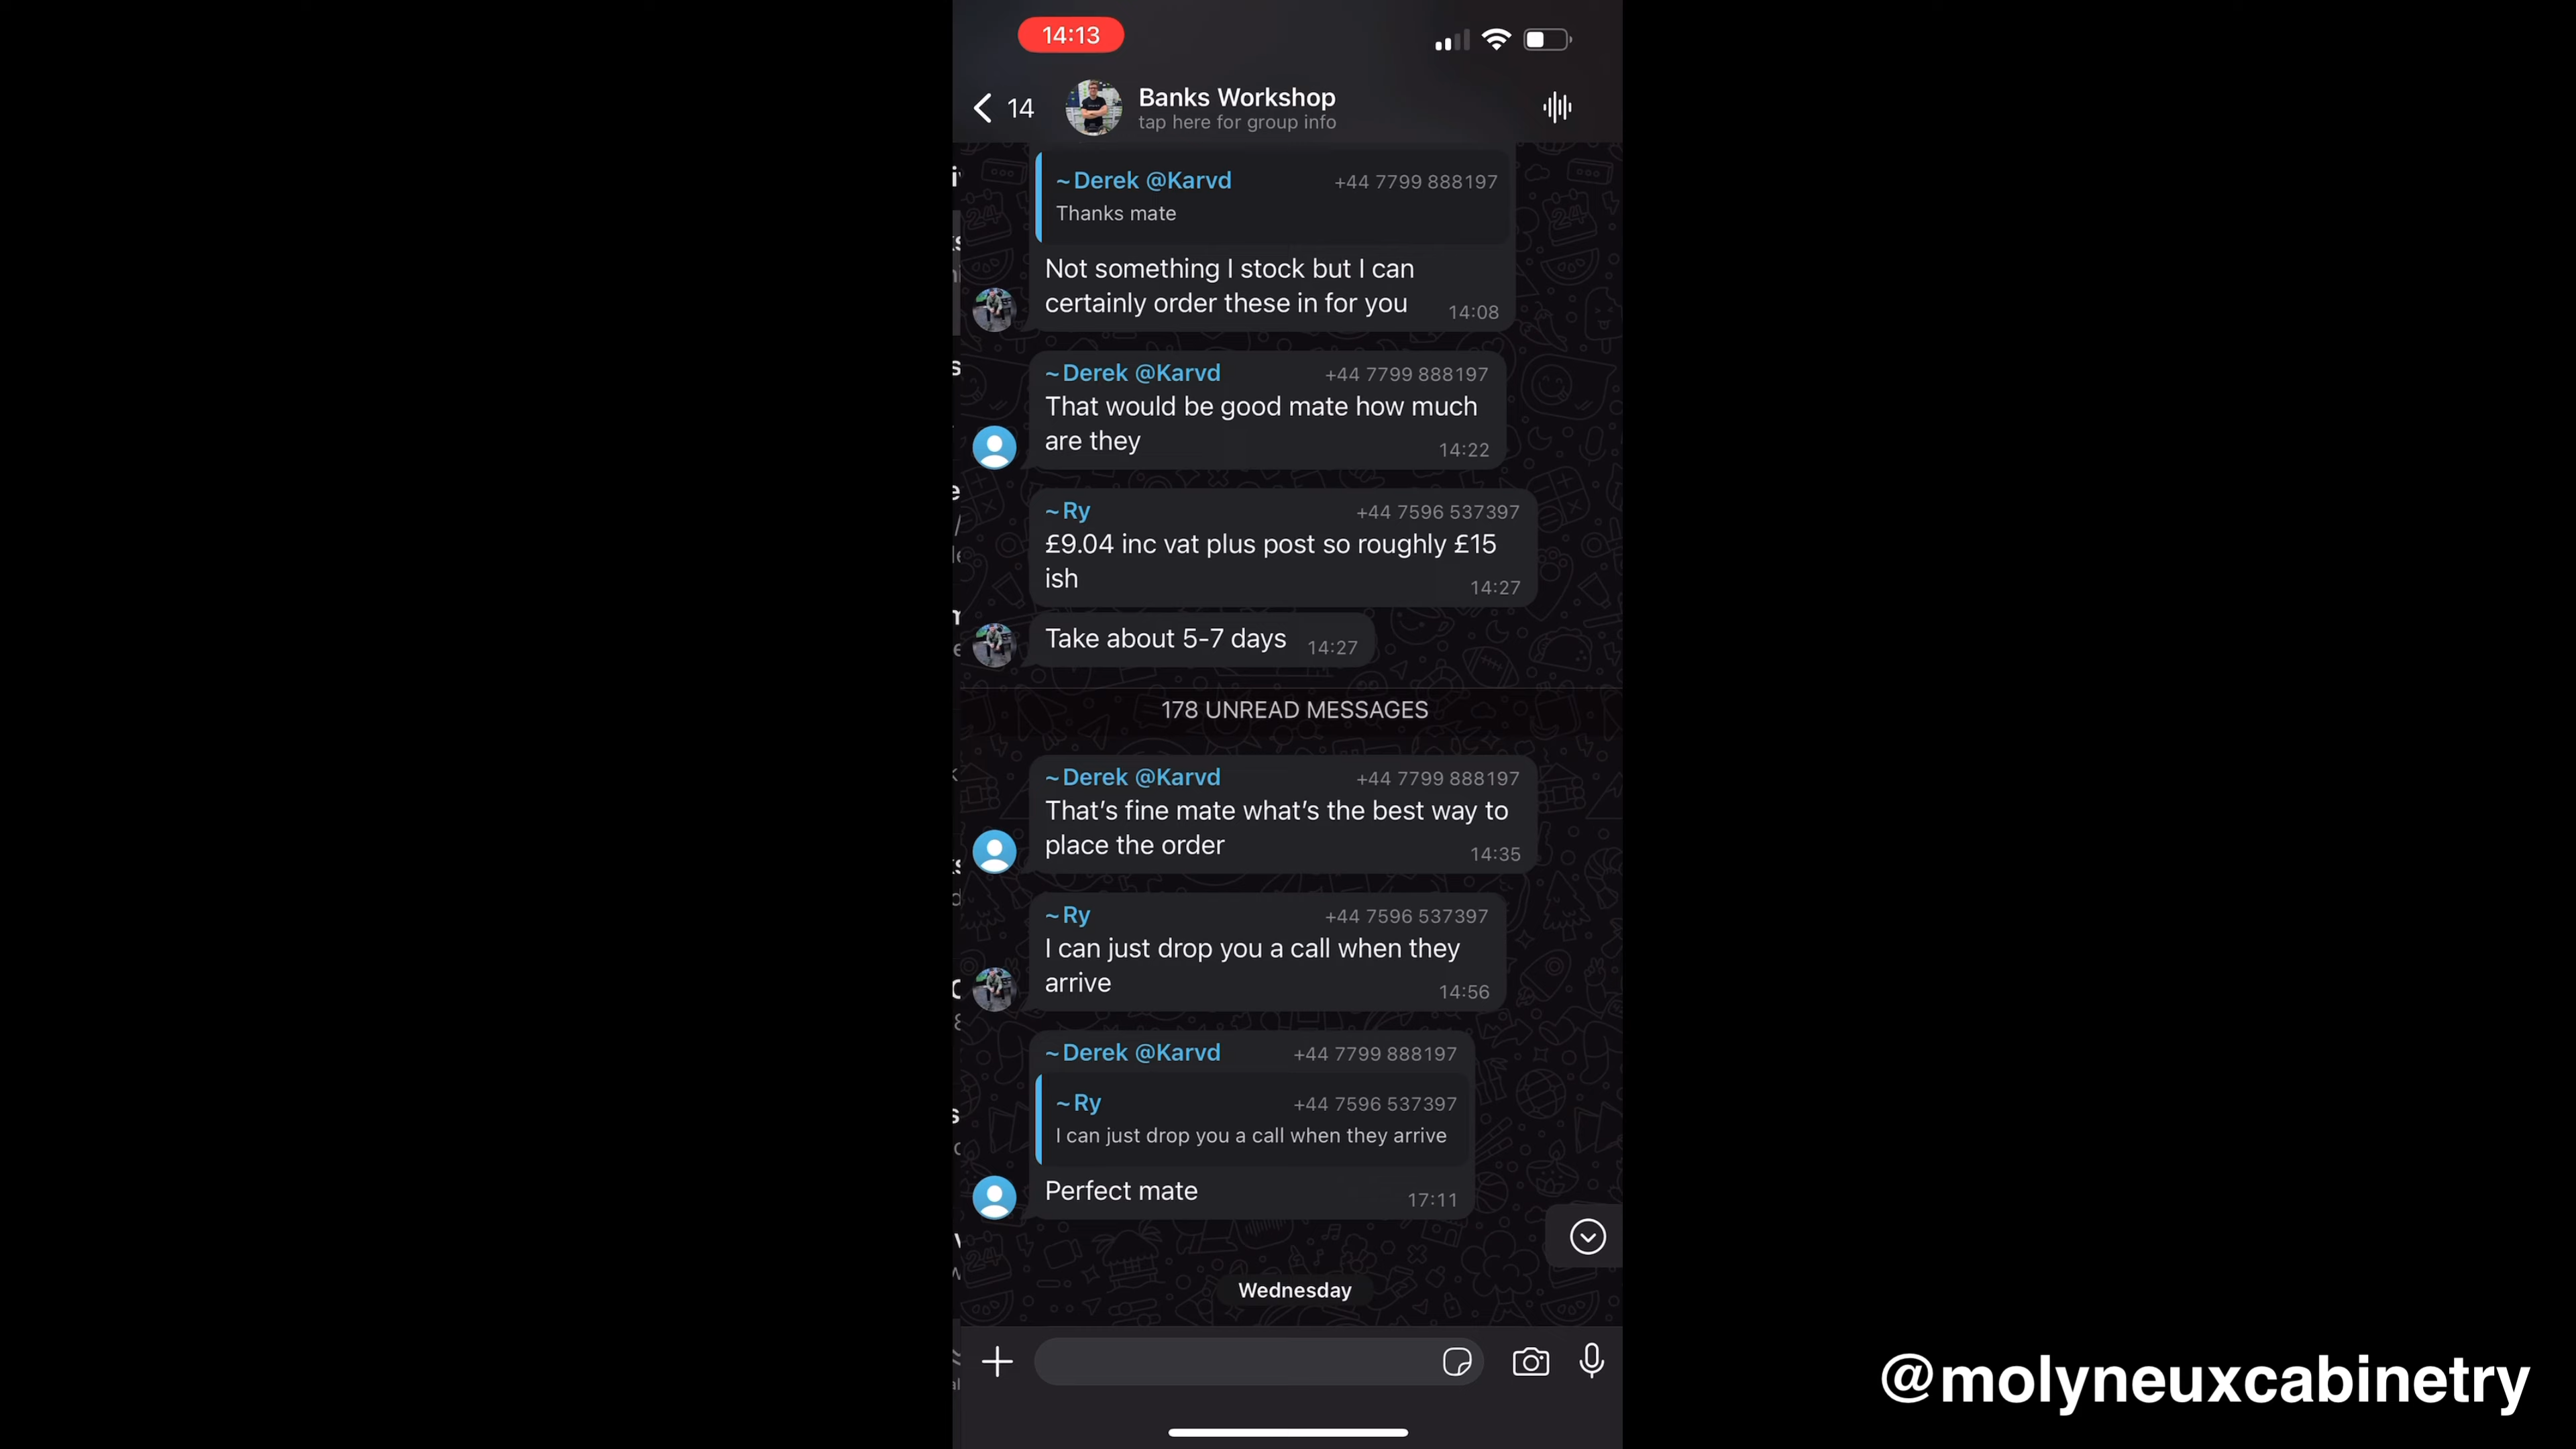 14:13
14
Banks Workshop
tap here for group info
~Derek @Karvd +44 7799 888197
Thanks mate
Not something I stock but I can
certainly order these in for you 14:08
~Derek @Karvd +44 7799 888197
That would be good mate how much
are they 14:22
~Ry +44 7596 537397
£9.04 inc vat plus post so roughly £15
ish 14:27
Take about 5-7 days 14:27
178 UNREAD MESSAGES
~Derek @Karvd +44 7799 888197
That's fine mate what's the best way to
place the order 14:35
~Ry +44 7596 537397
I can just drop you a call when they
arrive 14:56
~Derek @Karvd +44 7799 888197
~Ry +44 7596 537397
I can just drop you a call when they arrive
Perfect mate 17:11
Wednesday
@molyneuxcabinetry